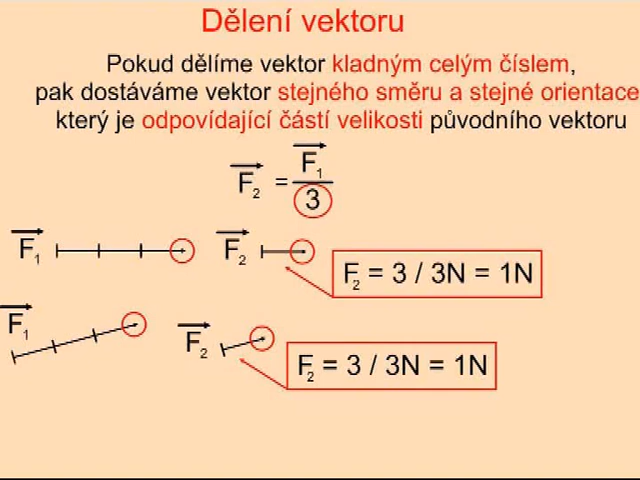 Dělení vektoru
Pokud dělíme vektor kladným celým číslem,
pak dostáváme vektor stejného směru a stejné orientace
který je odpovídající částí velikosti původního vektoru
F₂ = F₁ / 3
F₁ F₂
F₂ = 3 / 3N = 1N
F₁ F₂
F₂ = 3 / 3N = 1N